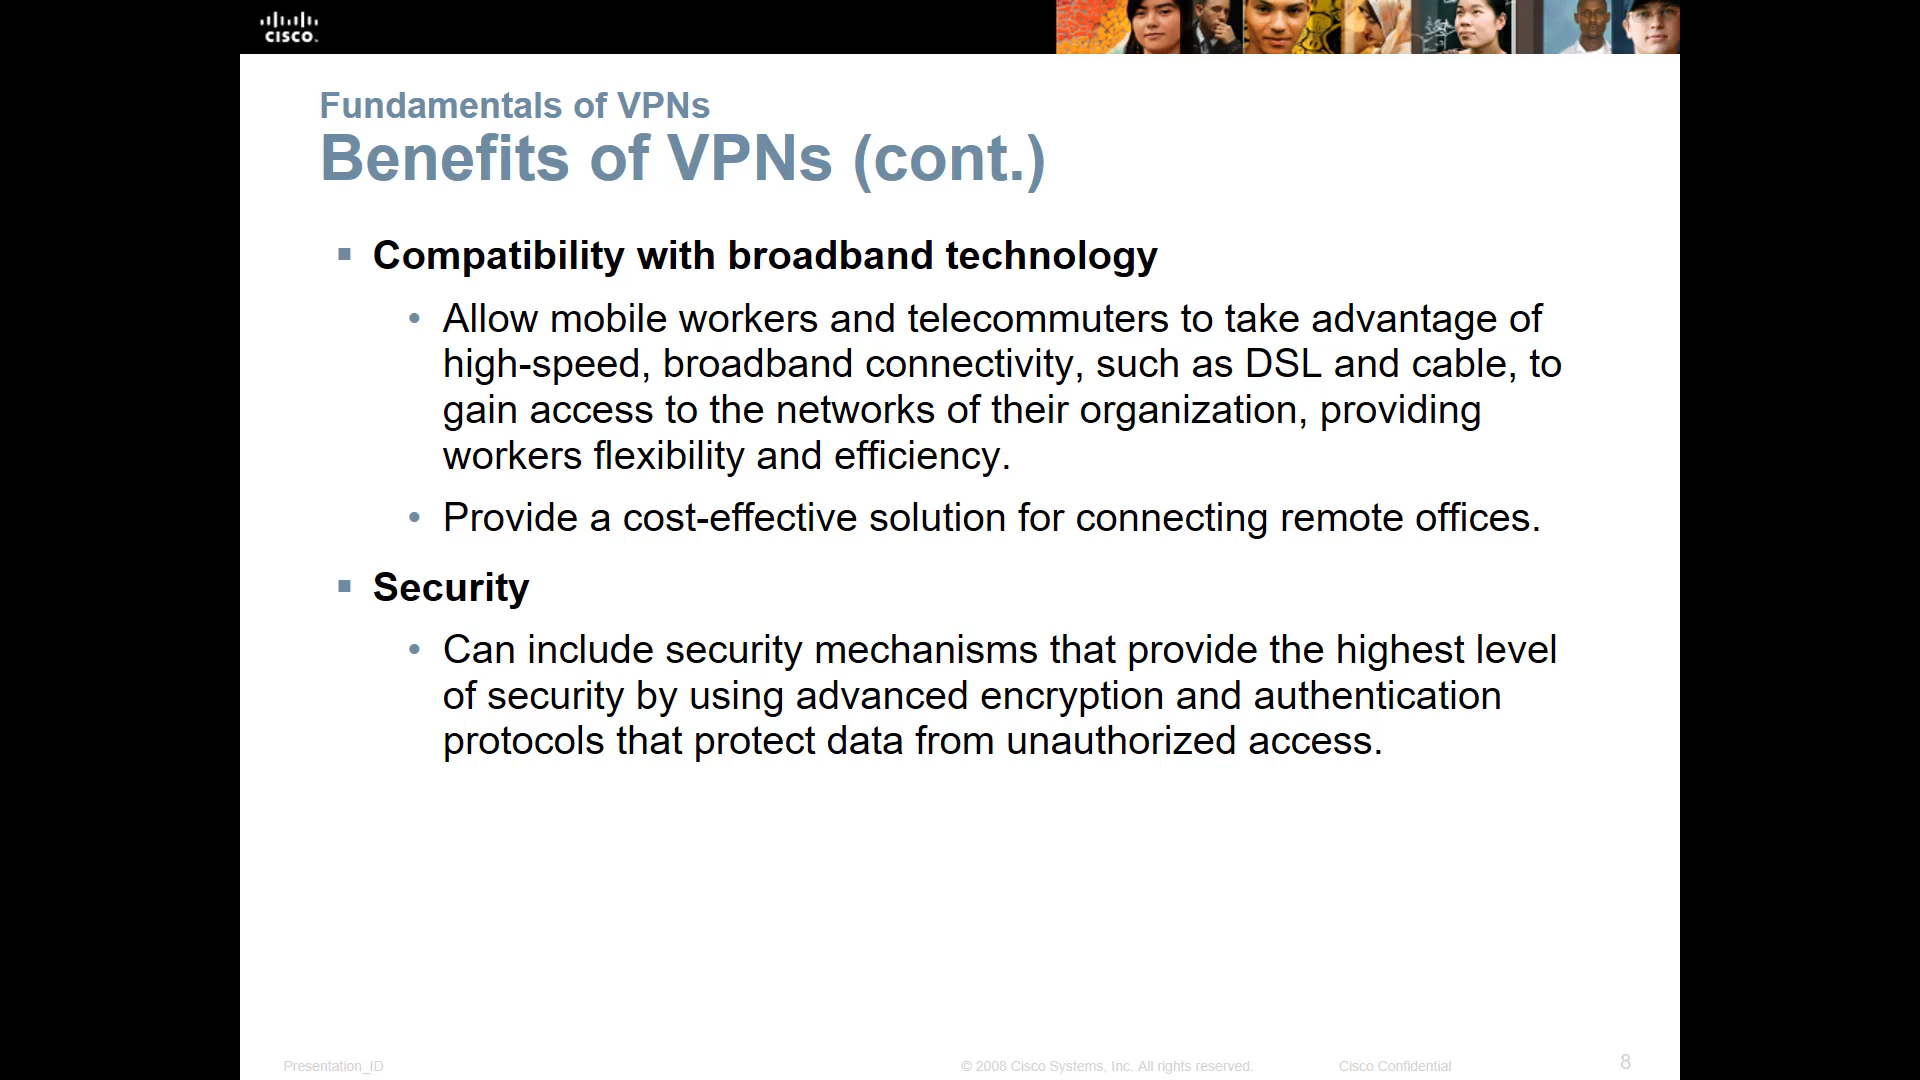 CISCO.
Fundamentals of VPNs
Benefits of VPNs (cont.)
▪ Compatibility with broadband technology
• Allow mobile workers and telecommuters to take advantage of
high-speed, broadband connectivity, such as DSL and cable, to
gain access to the networks of their organization, providing
workers flexibility and efficiency.
• Provide a cost-effective solution for connecting remote offices.
▪ Security
• Can include security mechanisms that provide the highest level
of security by using advanced encryption and authentication
protocols that protect data from unauthorized access.
Presentation_ID © 2008 Cisco Systems, Inc. All rights reserved. Cisco Confidential 8